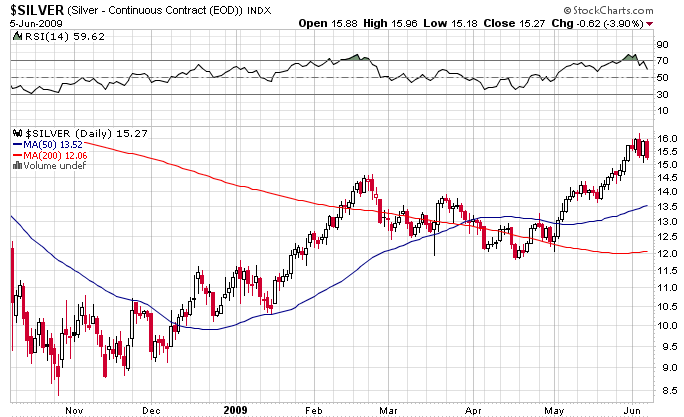 $SILVER (Silver - Continuous Contract (EOD)) INDX © StockCharts.com
5-Jun-2009 Open 15.88 High 15.96 Low 15.18 Close 15.27 Chg -0.62 (-3.90%)
RSI(14) 59.62
90
70
50
30
10
$SILVER (Daily) 15.27
MA(50) 13.52
MA(200) 12.06
Volume undef
16.0
15.5
15.0
14.5
14.0
13.5
13.0
12.5
12.0
11.5
11.0
10.5
10.0
9.5
9.0
8.5
Nov Dec 2009 Feb Mar Apr May Jun